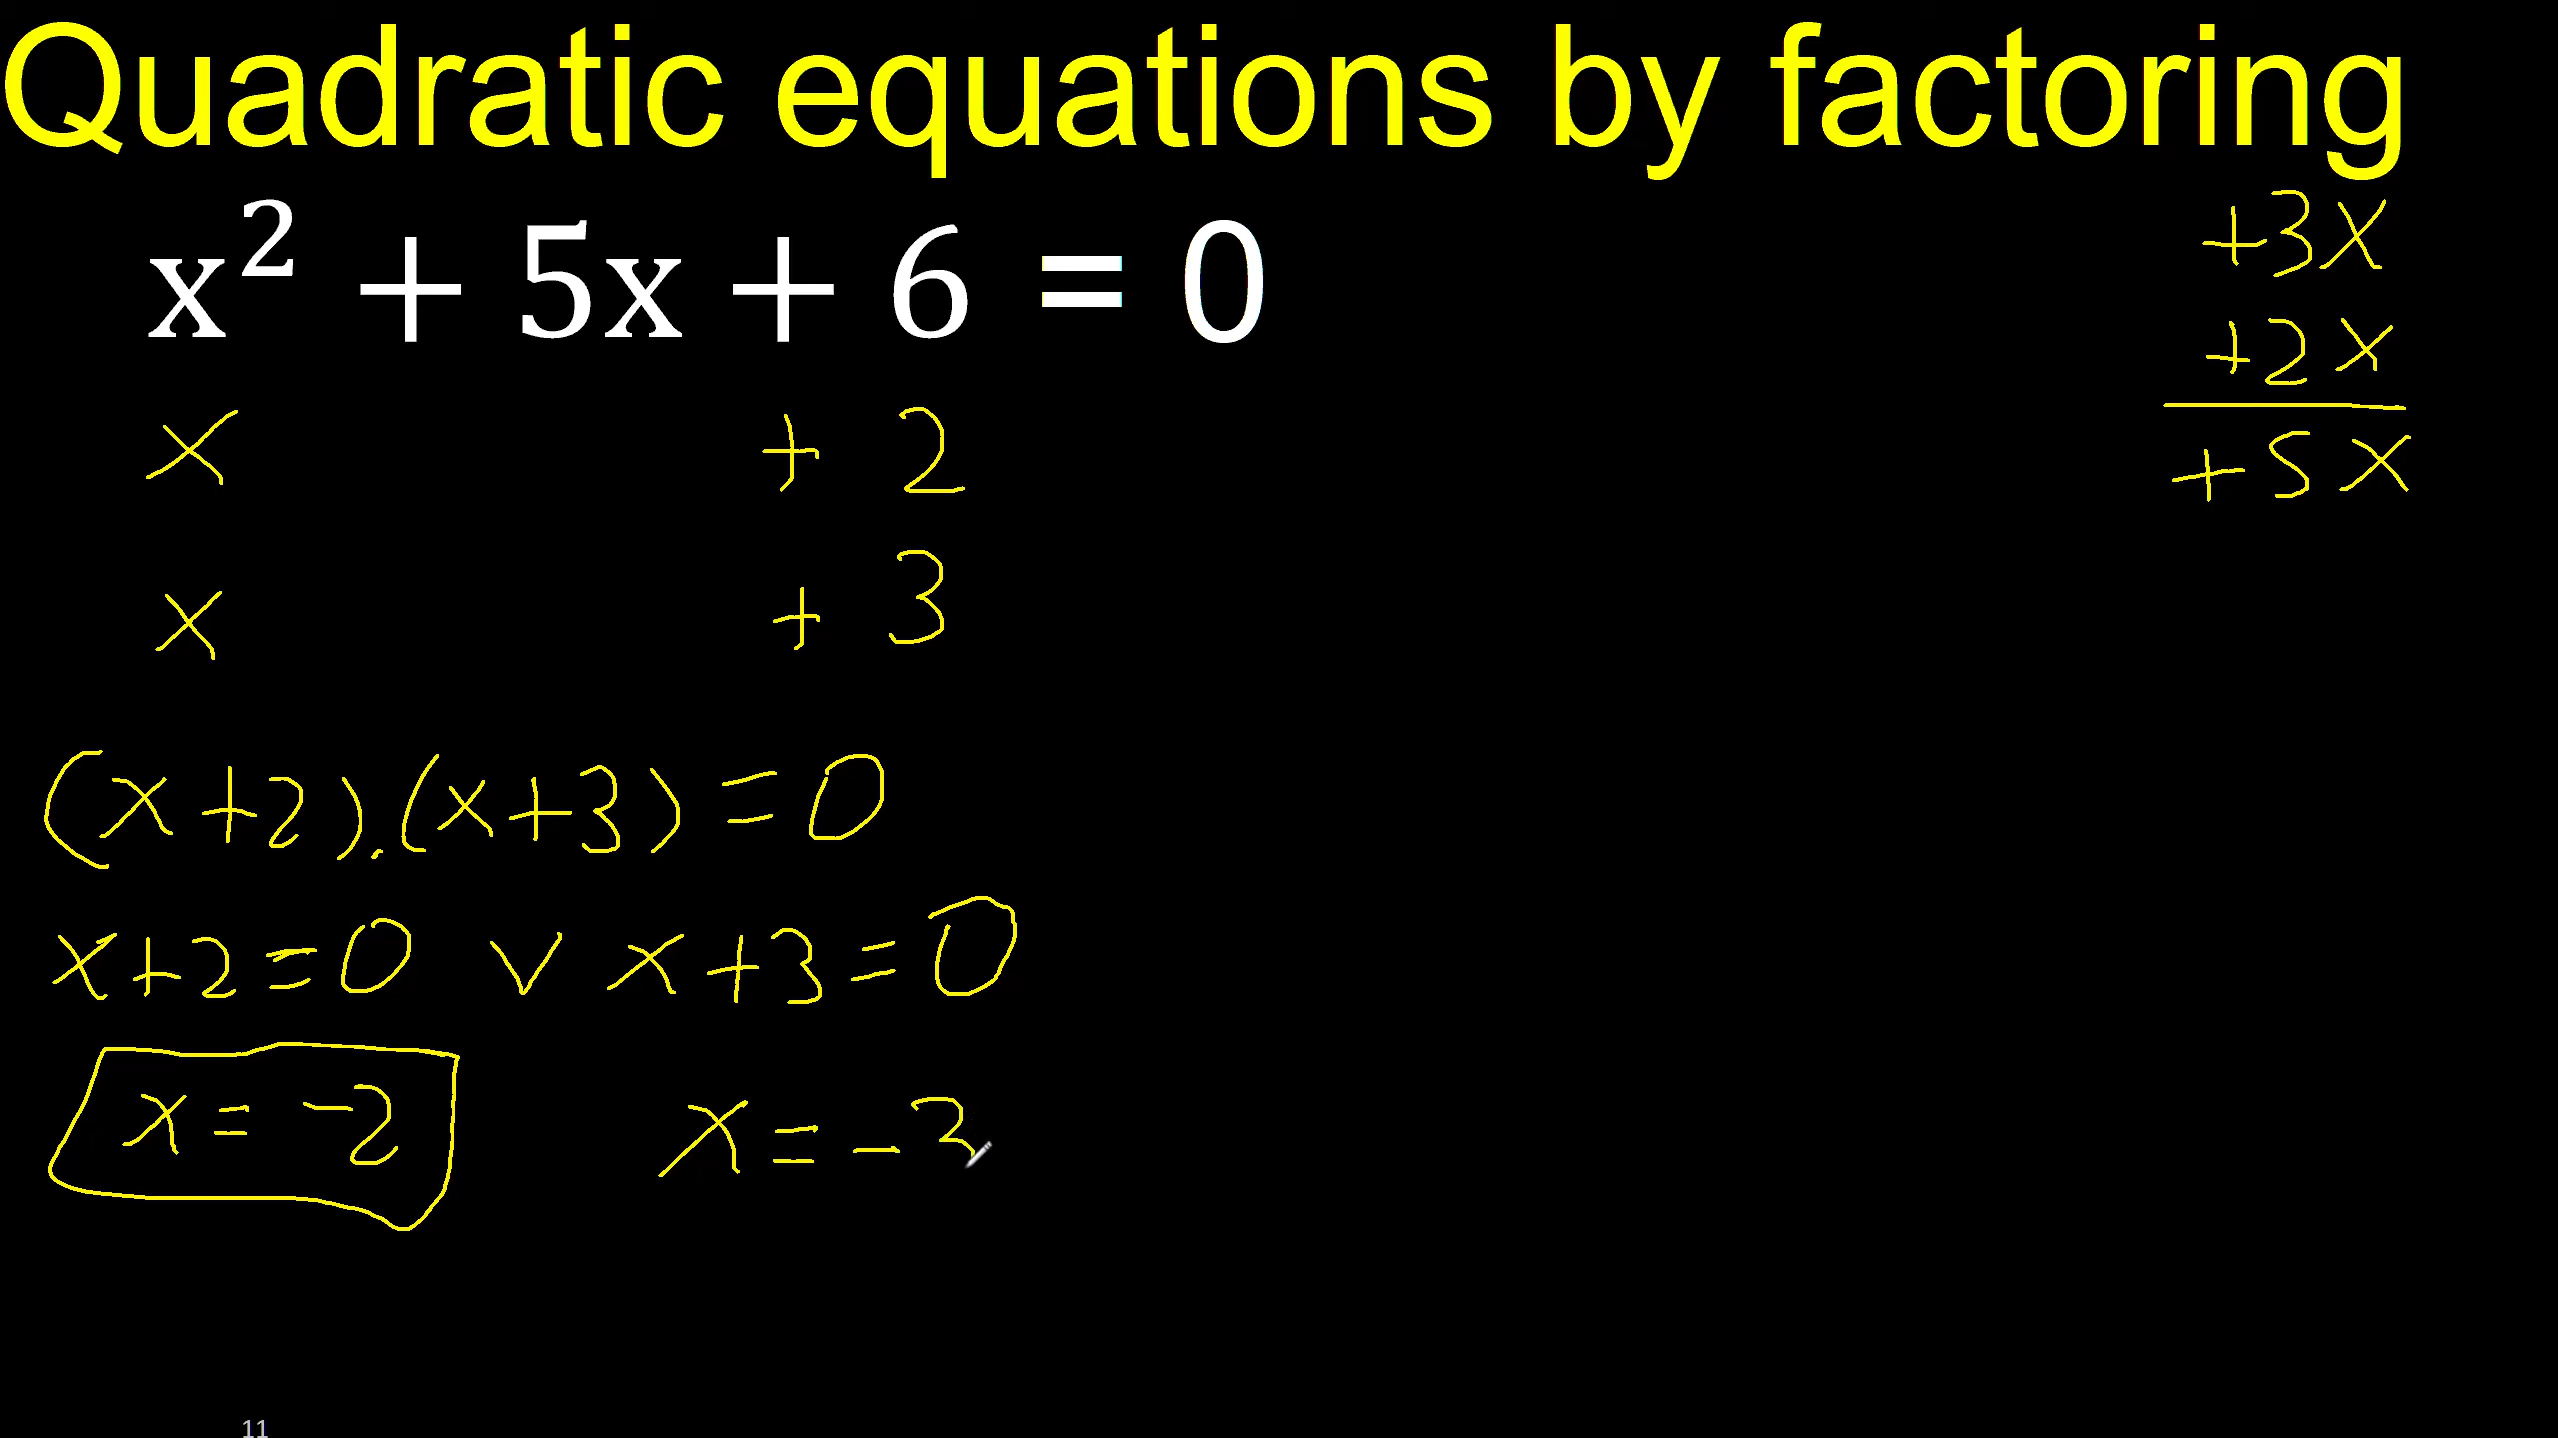 Quadratic equations by factoring
x² + 5x + 6 = 0
+3x
+2x
+5x
x + 2
x + 3
(x+2).(x+3)=0
x+2=0 v x+3=0
x = -2 x = -3
11